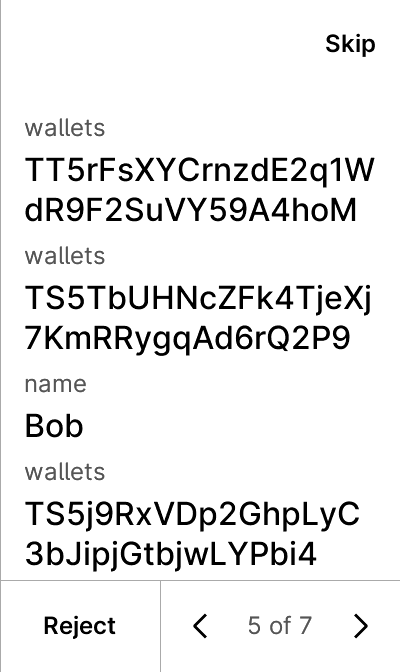 Skip
wallets
TT5rFsXYCrnzdE2q1W
dR9F2SuVY59A4hoM
wallets
TS5TbUHNcZFk4TjeXj
7KmRRygqAd6rQ2P9
name
Bob
wallets
TS5j9RxVDp2GhpLyC
3bJipjGtbjwLYPbi4
Reject
5 of 7